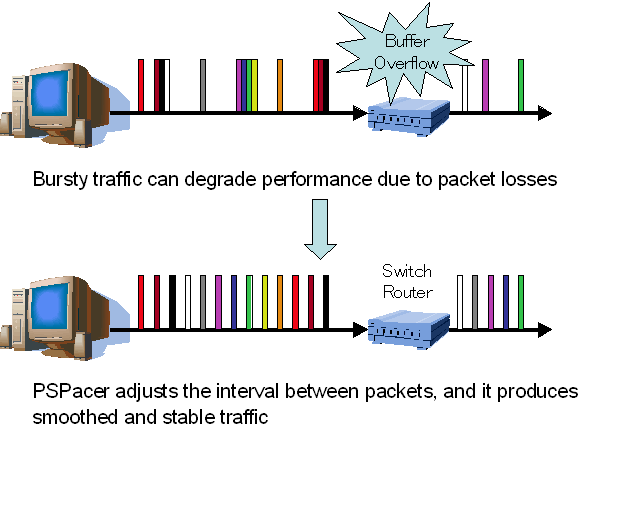 Buffer
Overflow
Bursty traffic can degrade performance due to packet losses
Switch
Router
PSPacer adjusts the interval between packets, and it produces
smoothed and stable traffic